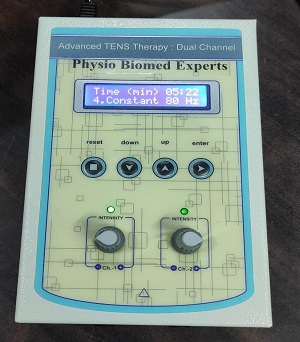 Advanced TENS Therapy : Dual Channel
Physio Biomed Experts
Time (min) 05:22
4.Constant 80 Hz
reset down up enter
INTENSITY INTENSITY
Ch.-1 Ch.-2